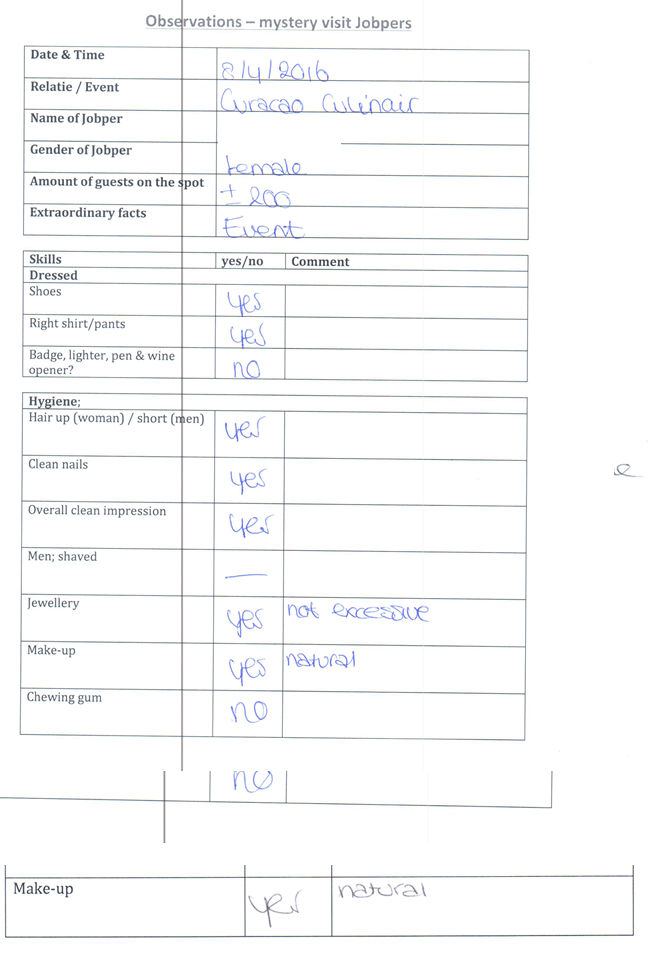 Observations – mystery visit Jobpers
Date & Time 8/4/2016
Relatie / Event Curacao Culinair
Name of Jobper
Gender of Jobper female
Amount of guests on the spot ± 200
Extraordinary facts Event
Skills yes/no Comment
Dressed
Shoes yes
Right shirt/pants yes
Badge, lighter, pen & wine
opener? no
Hygiene;
Hair up (woman) / short (men) yes
Clean nails yes
Overall clean impression yes
Men; shaved —
Jewellery yes not excessive
Make-up yes natural
Chewing gum no
no
Make-up yes natural